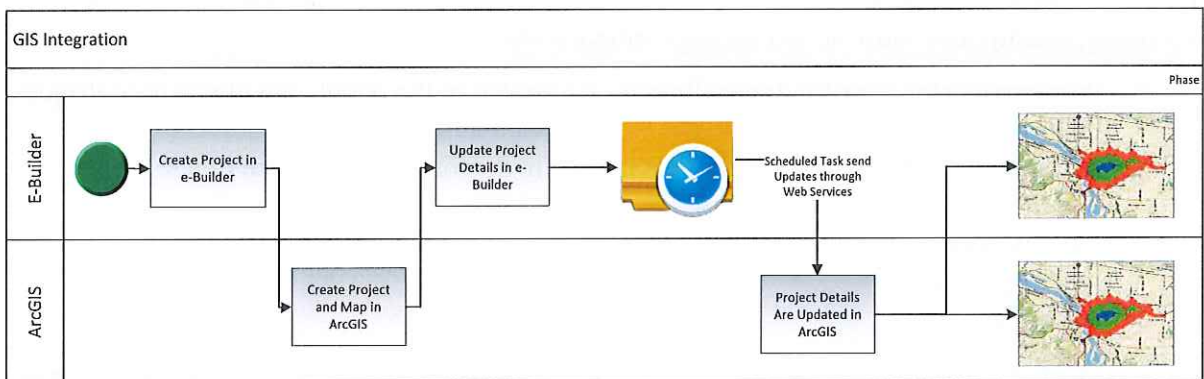 GIS Integration
Phase
E-Builder
Create Project in
e-Builder
Update Project
Details in e-
Builder
Scheduled Task send
Updates through
Web Services
ArcGIS
Create Project
and Map in
ArcGIS
Project Details
Are Updated in
ArcGIS